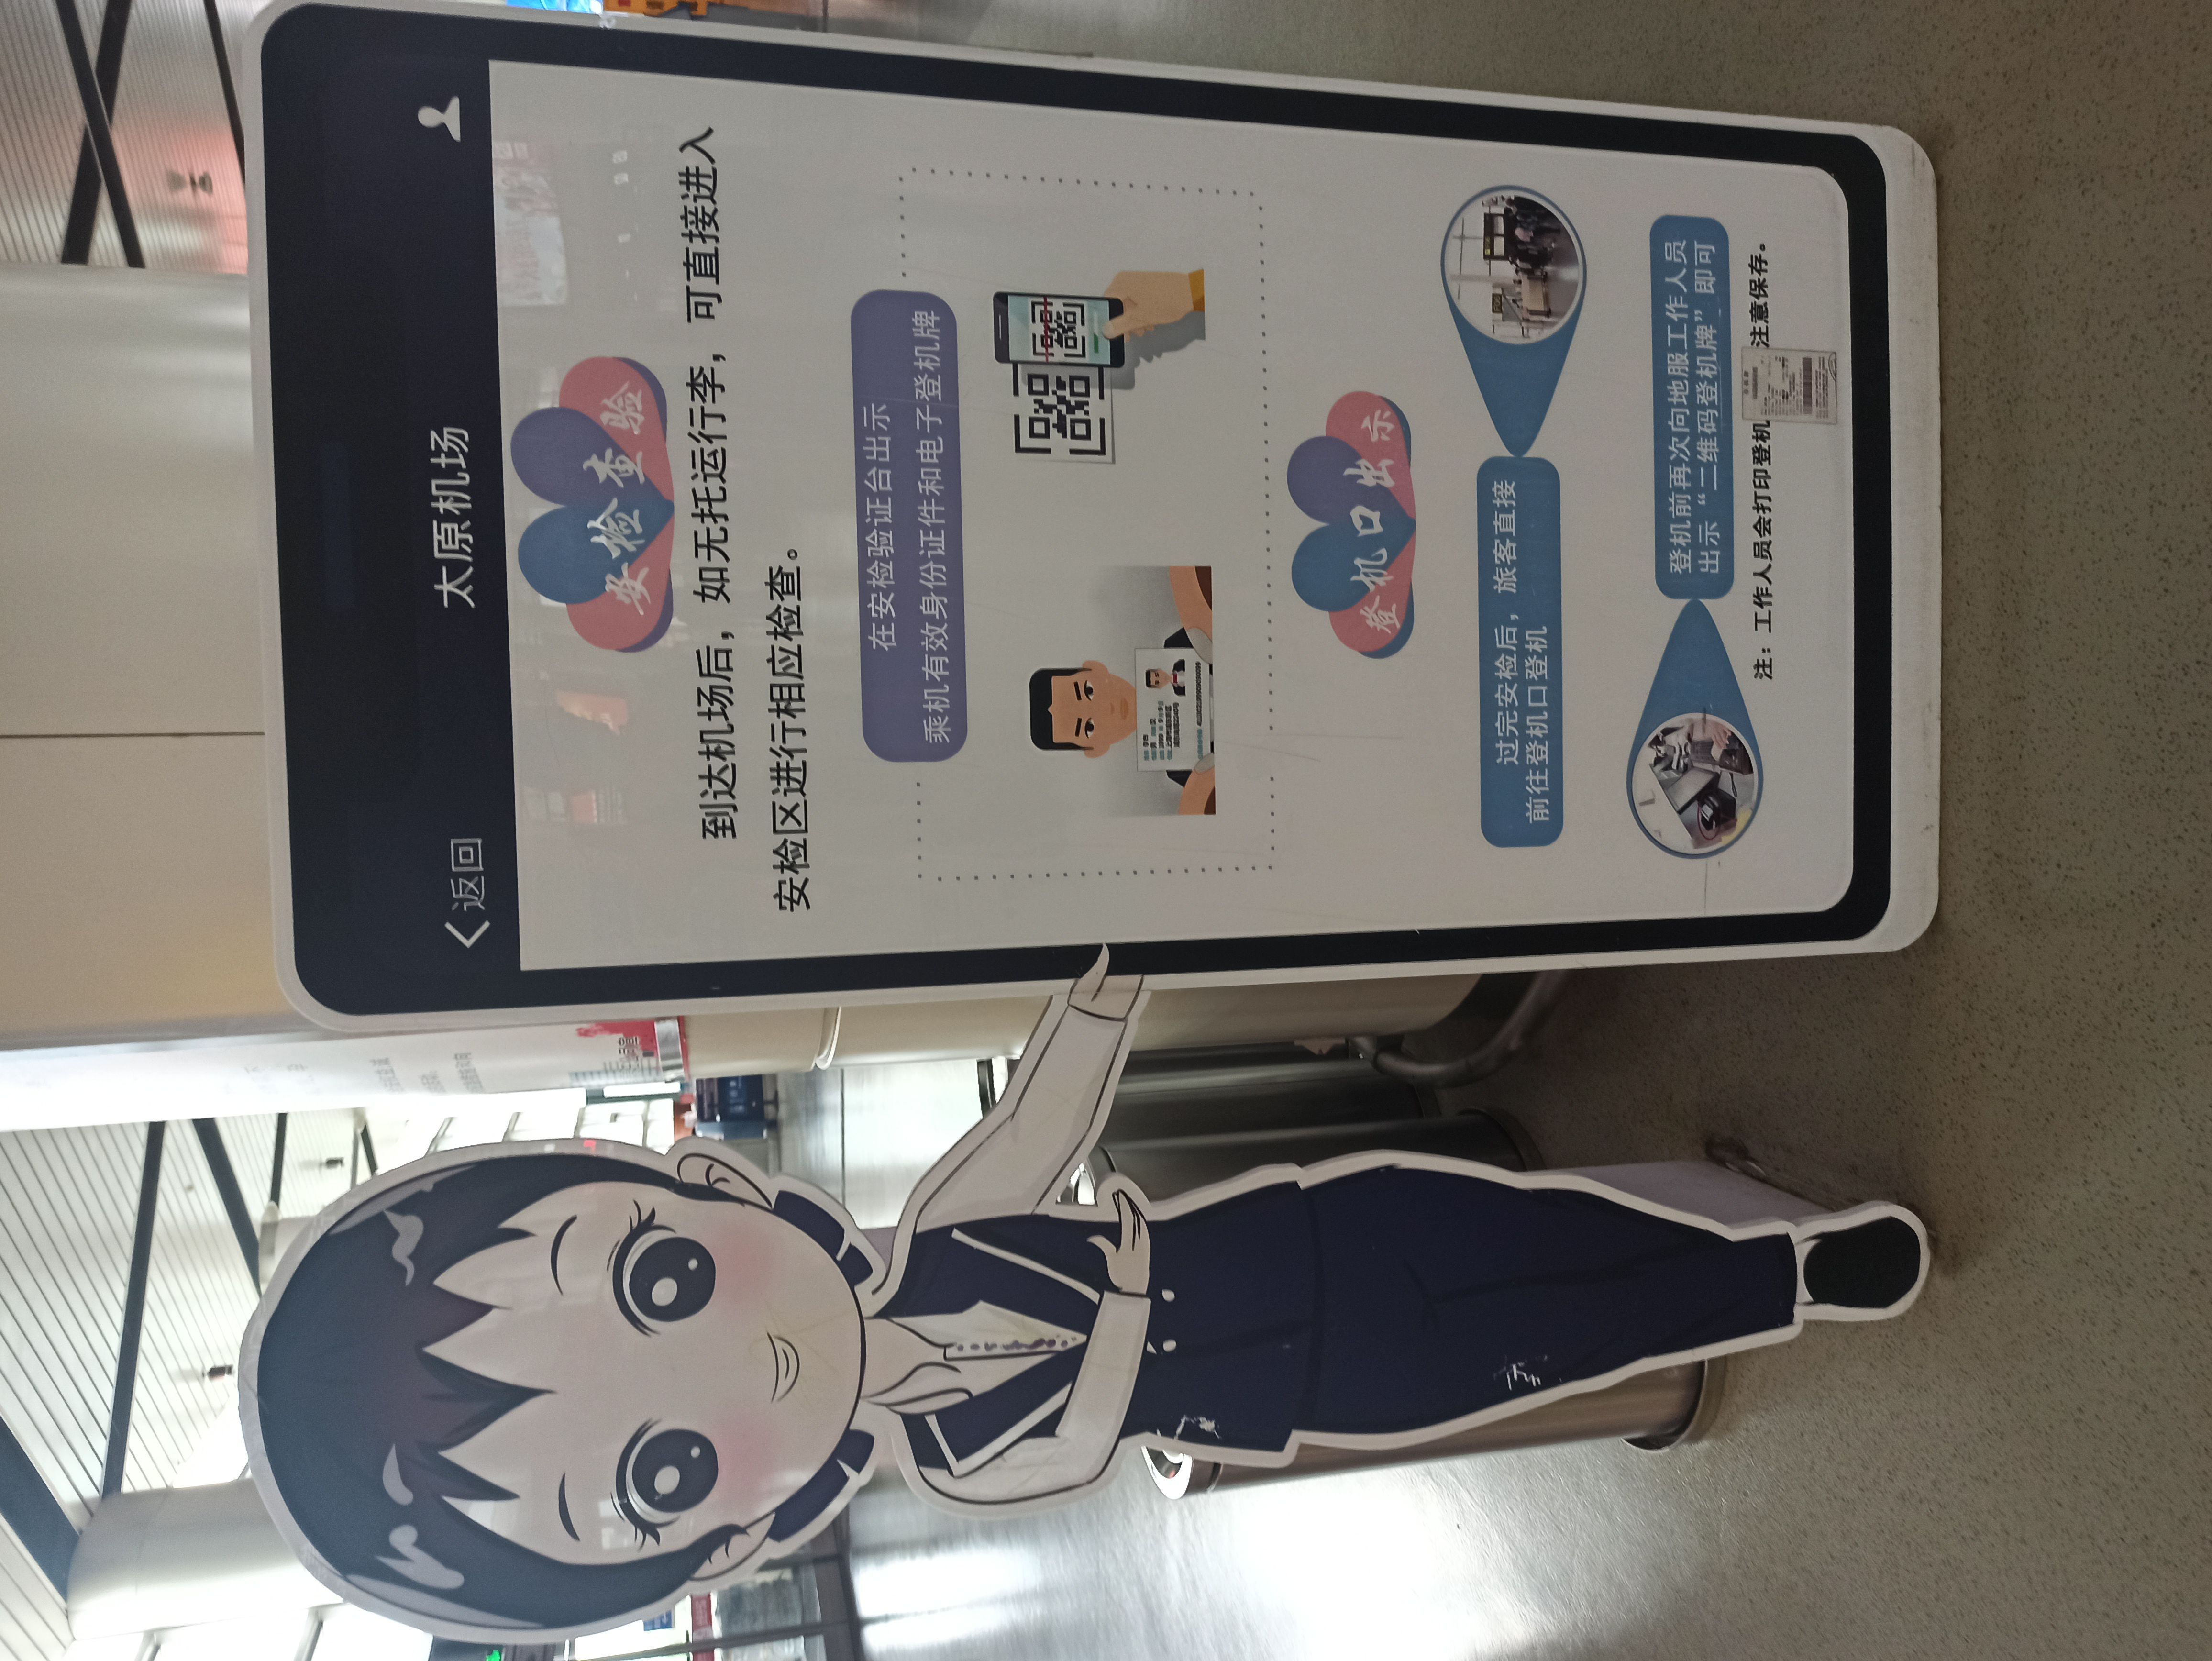 返回
太原机场
安检查验
到达机场后，如无托运行李，可直接进入
安检区进行相应检查。
在安检验证台出示
乘机有效身份证件和电子登机牌
登机口出示
过完安检后，旅客直接
前往登机口登机
登机前再次向地服工作人员
出示“二维码登机牌”即可
注：工作人员会打印登机
注意保存。